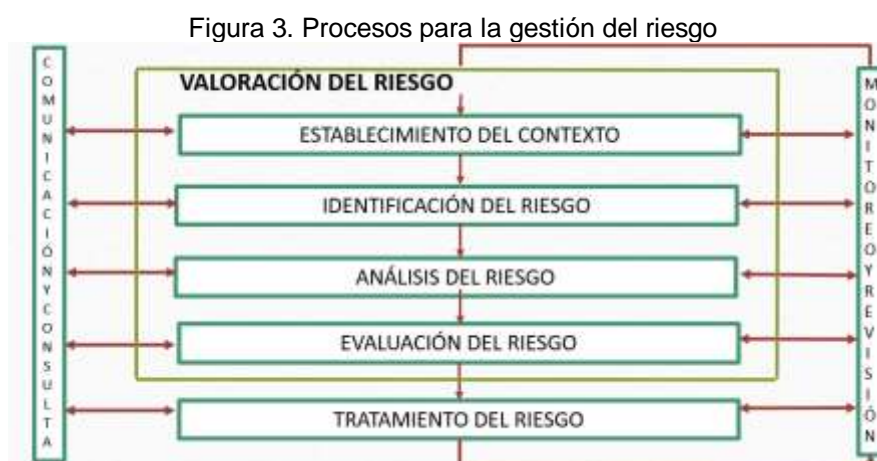 Figura 3. Procesos para la gestión del riesgo
VALORACIÓN DEL RIESGO
COMUNICACIÓN Y CONSULTA
ESTABLECIMIENTO DEL CONTEXTO
IDENTIFICACIÓN DEL RIESGO
ANÁLISIS DEL RIESGO
EVALUACIÓN DEL RIESGO
TRATAMIENTO DEL RIESGO
MONITOREO Y REVISIÓN